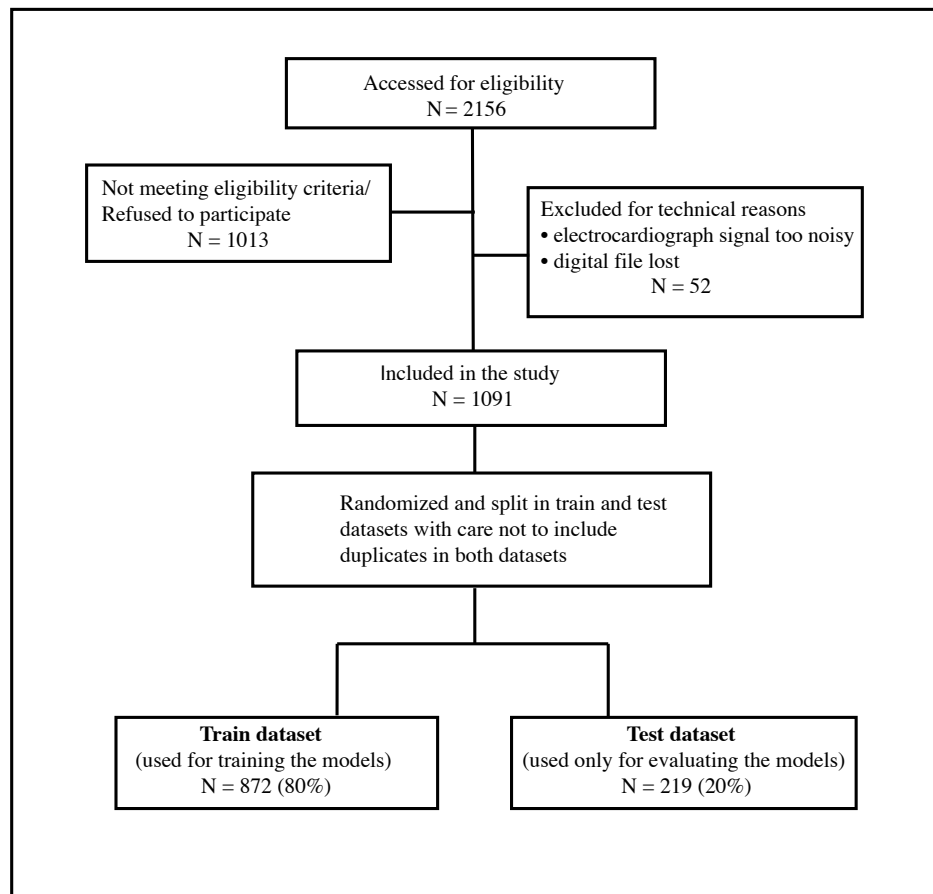 Accessed for eligibility
N = 2156
Not meeting eligibility criteria/
Refused to participate
N = 1013
Excluded for technical reasons
• electrocardiograph signal too noisy
• digital file lost
N = 52
Included in the study
N = 1091
Randomized and split in train and test
datasets with care not to include
duplicates in both datasets
Train dataset
(used for training the models)
N = 872 (80%)
Test dataset
(used only for evaluating the models)
N = 219 (20%)